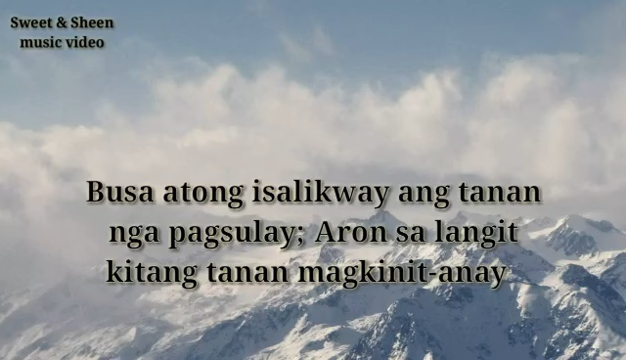 Sweet & Sheen
music video
Busa atong isalikway ang tanan
nga pagsulay; Aron sa langit
kitang tanan magkinit-anay